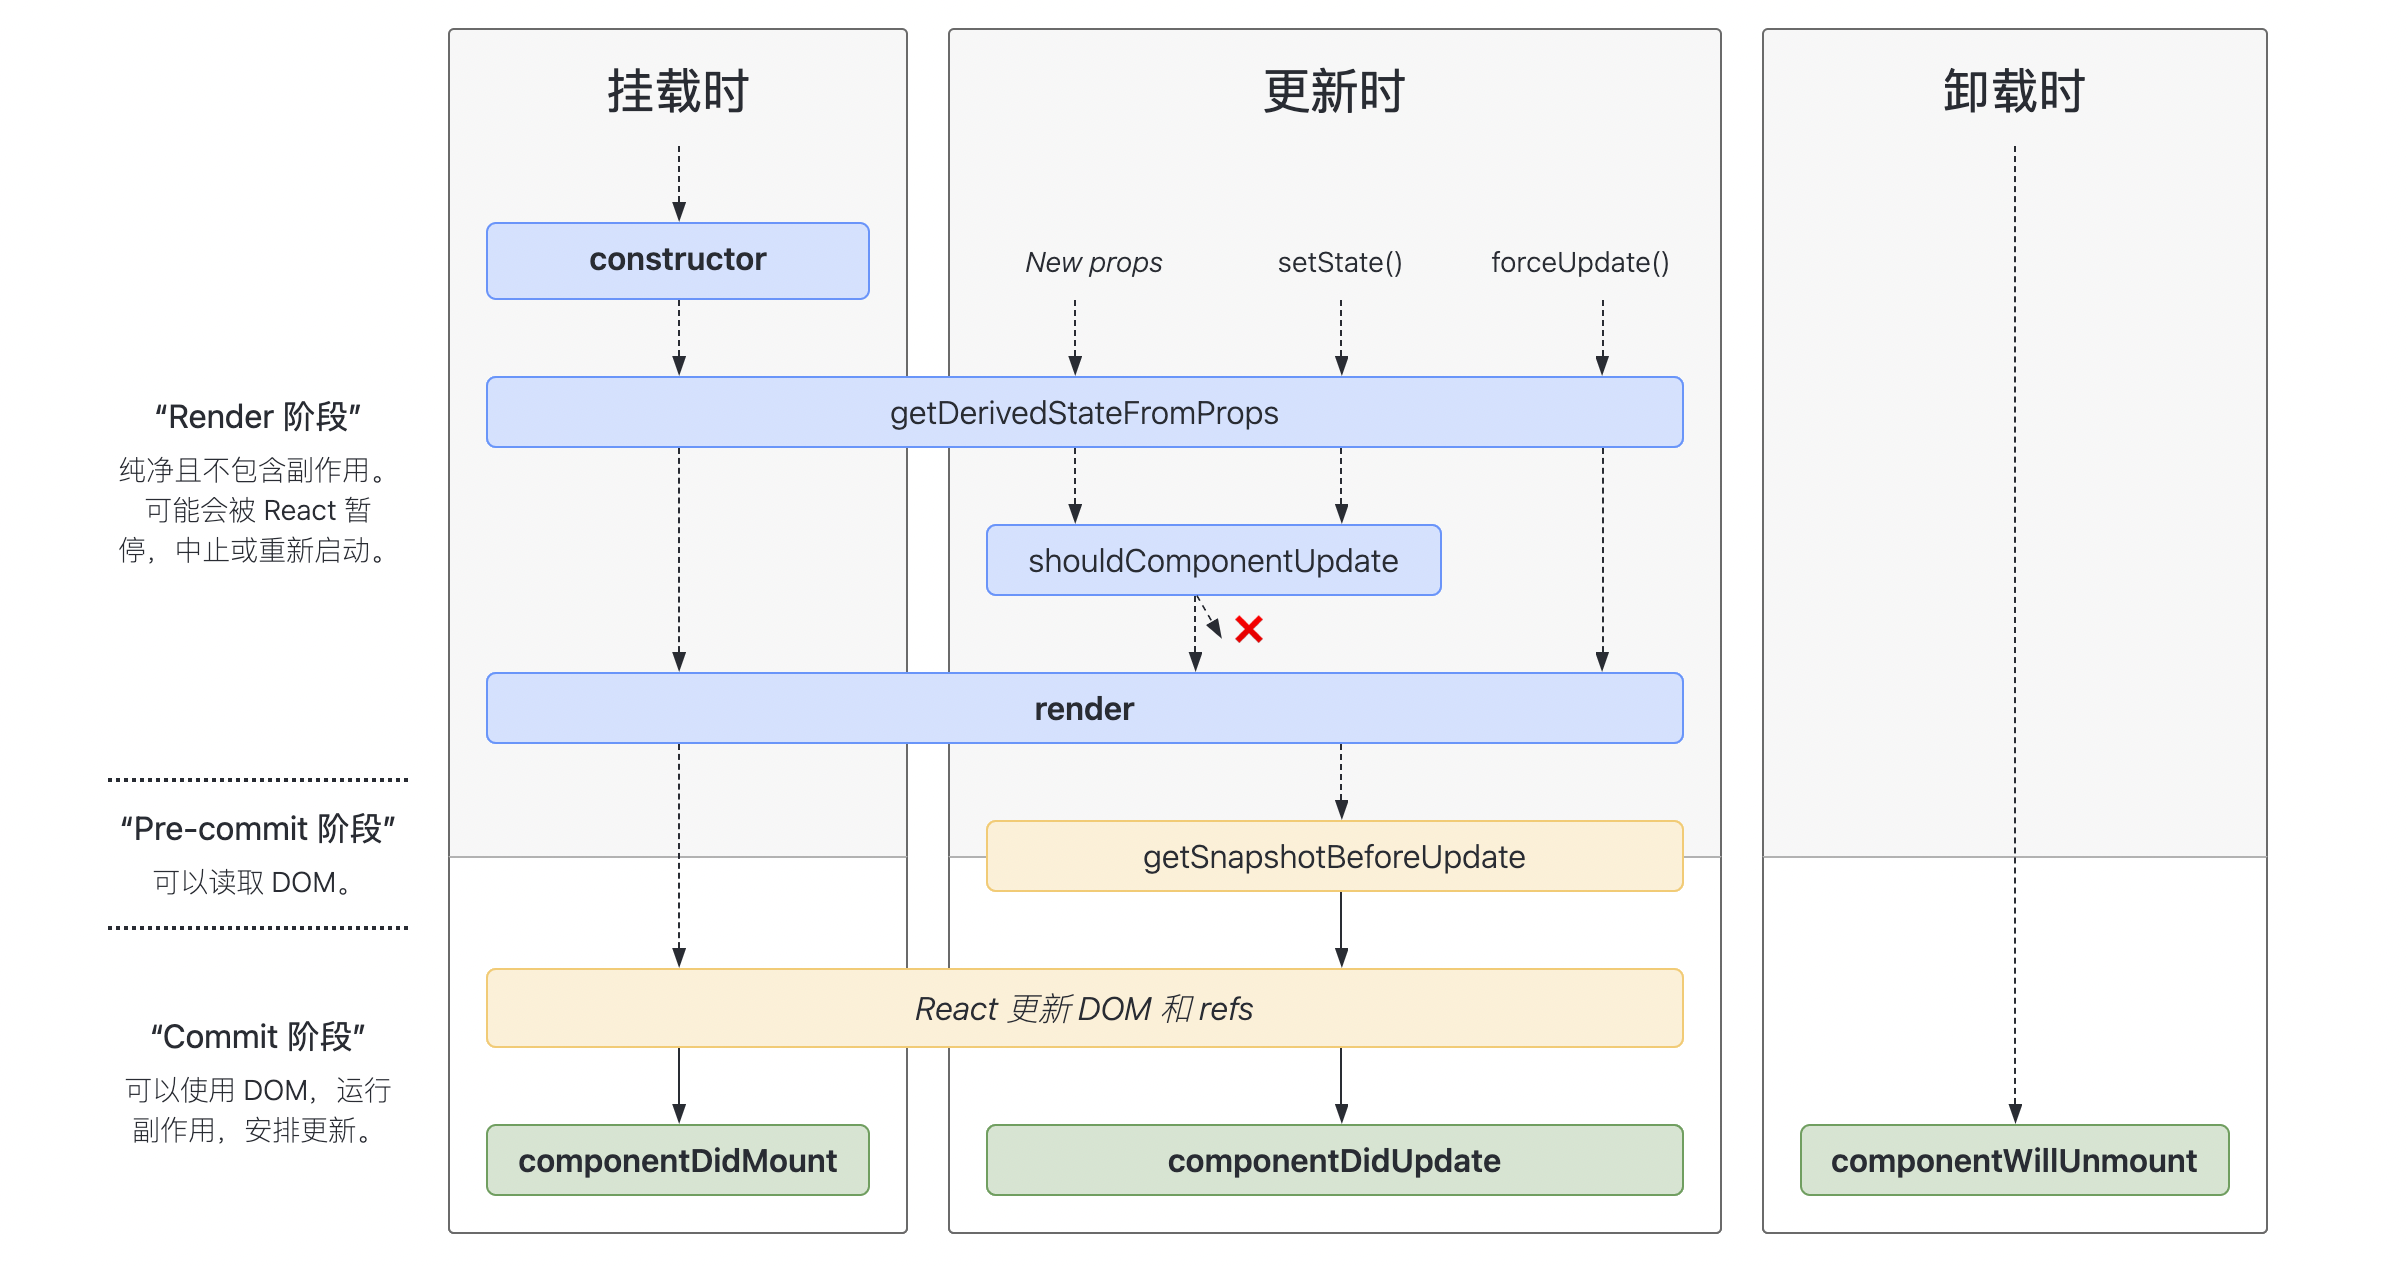 挂载时
更新时
卸载时
constructor
New props
setState()
forceUpdate()
“Render 阶段”
纯净且不包含副作用。
可能会被 React 暂
停，中止或重新启动。
getDerivedStateFromProps
shouldComponentUpdate
render
“Pre-commit 阶段”
可以读取 DOM。
getSnapshotBeforeUpdate
“Commit 阶段”
可以使用 DOM，运行
副作用，安排更新。
React 更新 DOM 和 refs
componentDidMount
componentDidUpdate
componentWillUnmount